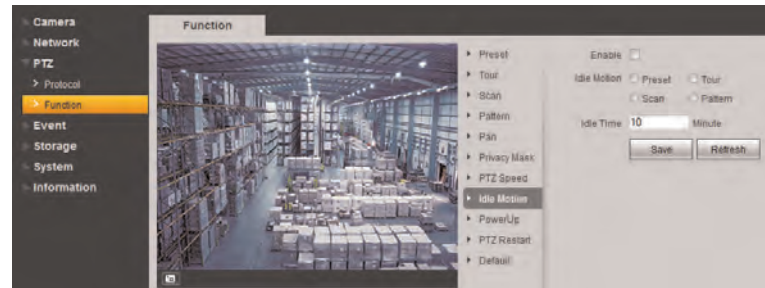 Camera
Network
PTZ
Protocol
Function
Event
Storage
System
Information
Function
Preset
Tour
Scan
Pattern
Pan
Privacy Mask
PTZ Speed
Idle Motion
PowerUp
PTZ Restart
Default
Enable
Idle Motion Preset Tour
Scan Pattern
Idle Time 10 Minute
Save Refresh